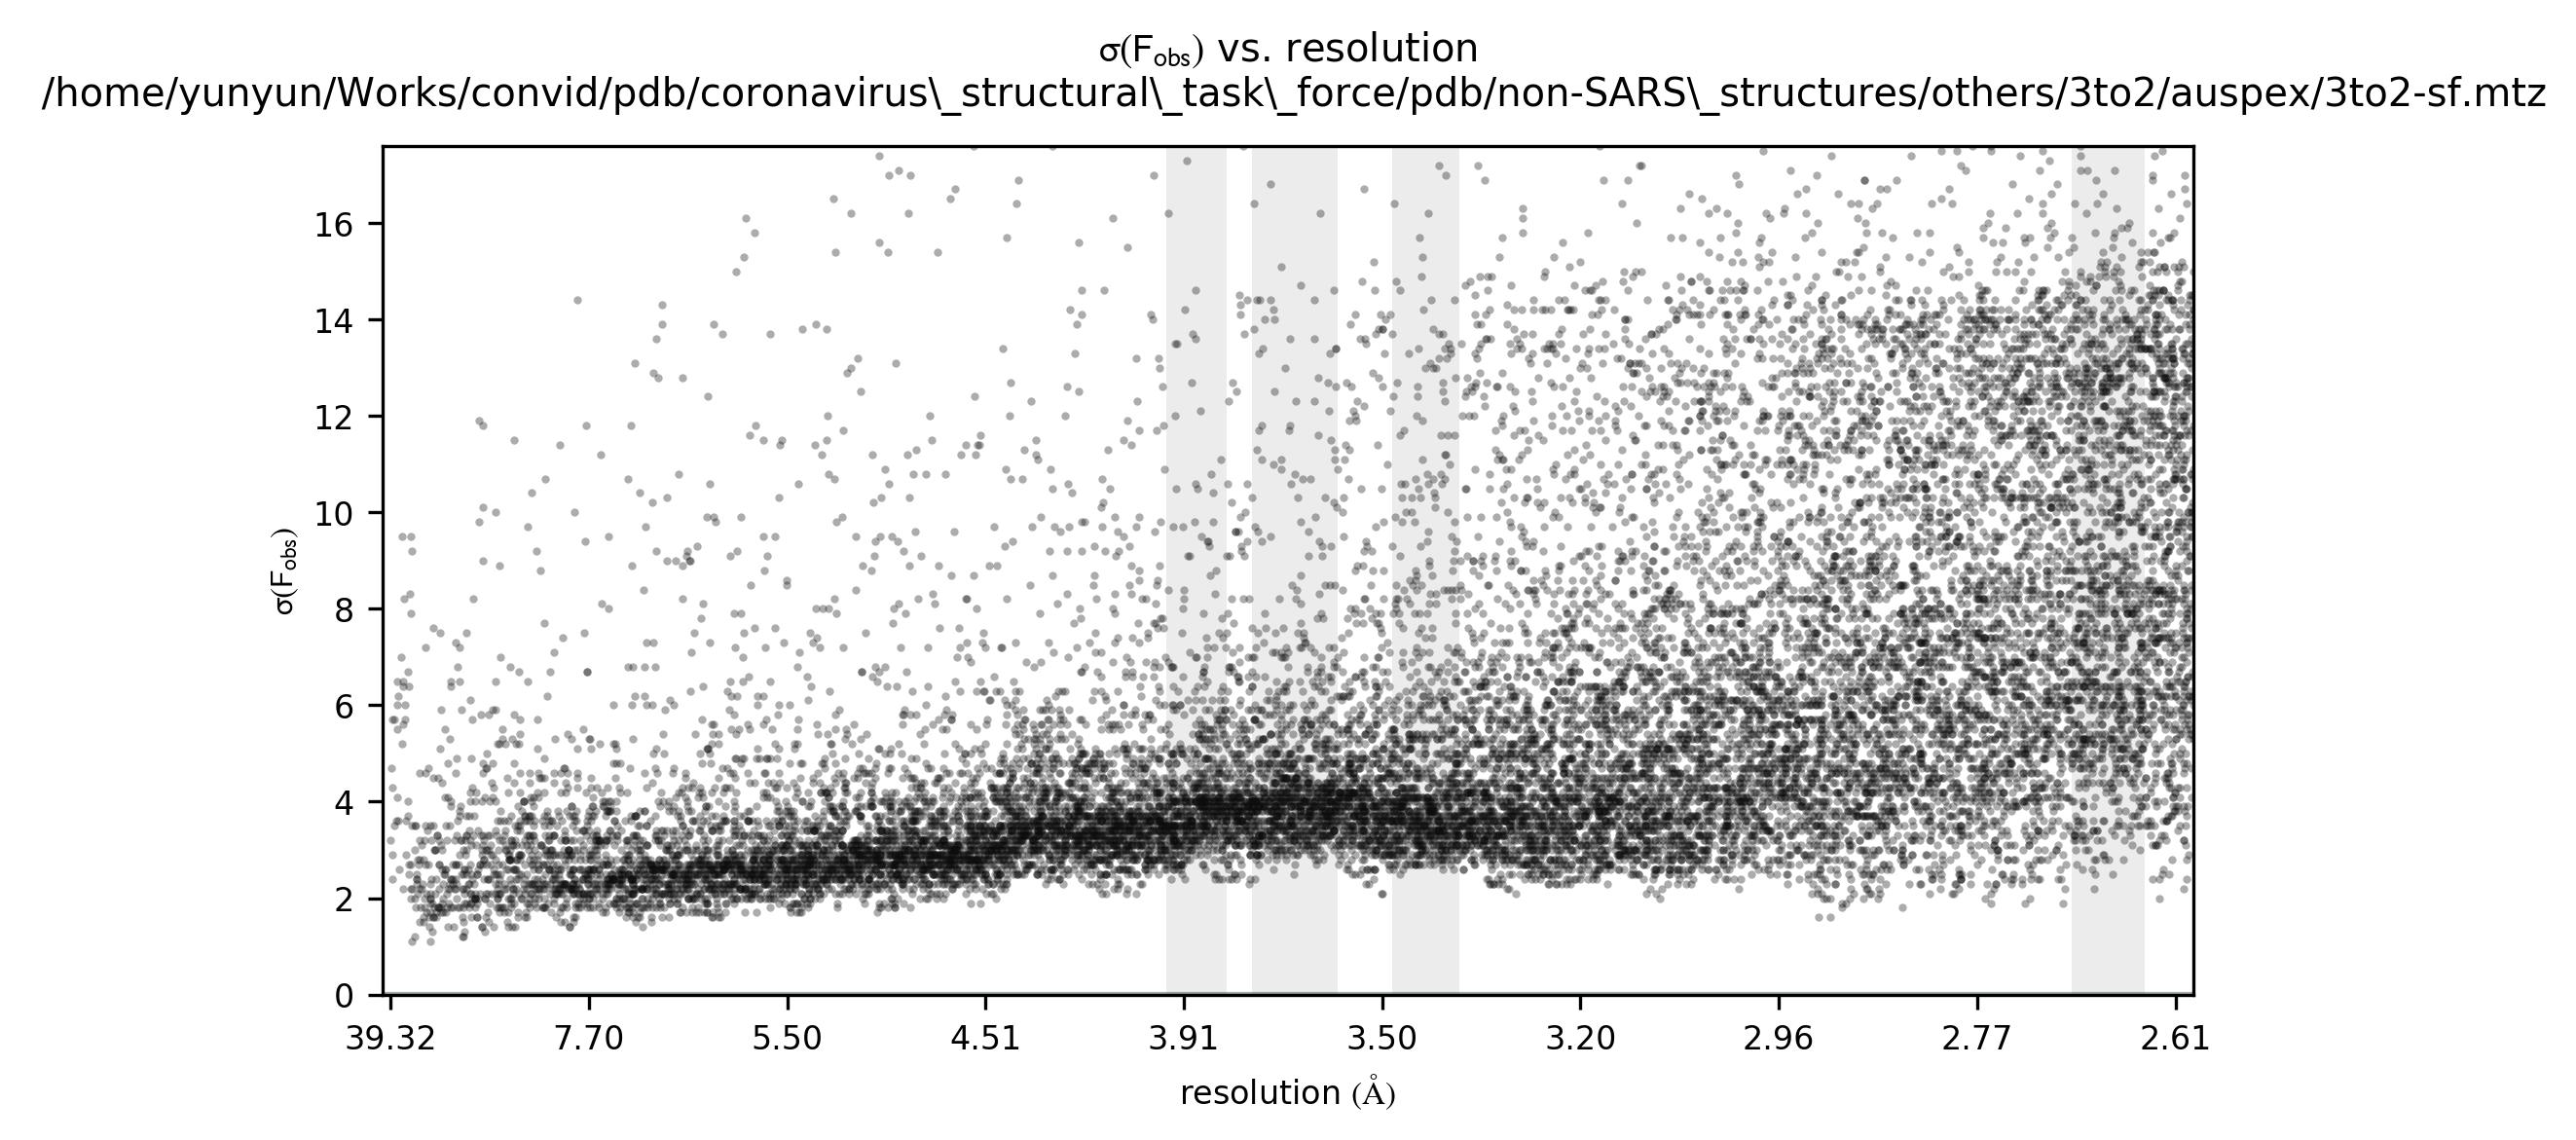 σ(Fobs) vs. resolution
/home/yunyun/Works/convid/pdb/coronavirus\_structural\_task\_force/pdb/non-SARS\_structures/others/3to2/auspex/3to2-sf.mtz
σ(Fobs)
16
14
12
10
8
6
4
2
0
39.32 7.70 5.50 4.51 3.91 3.50 3.20 2.96 2.77 2.61
resolution (Å)